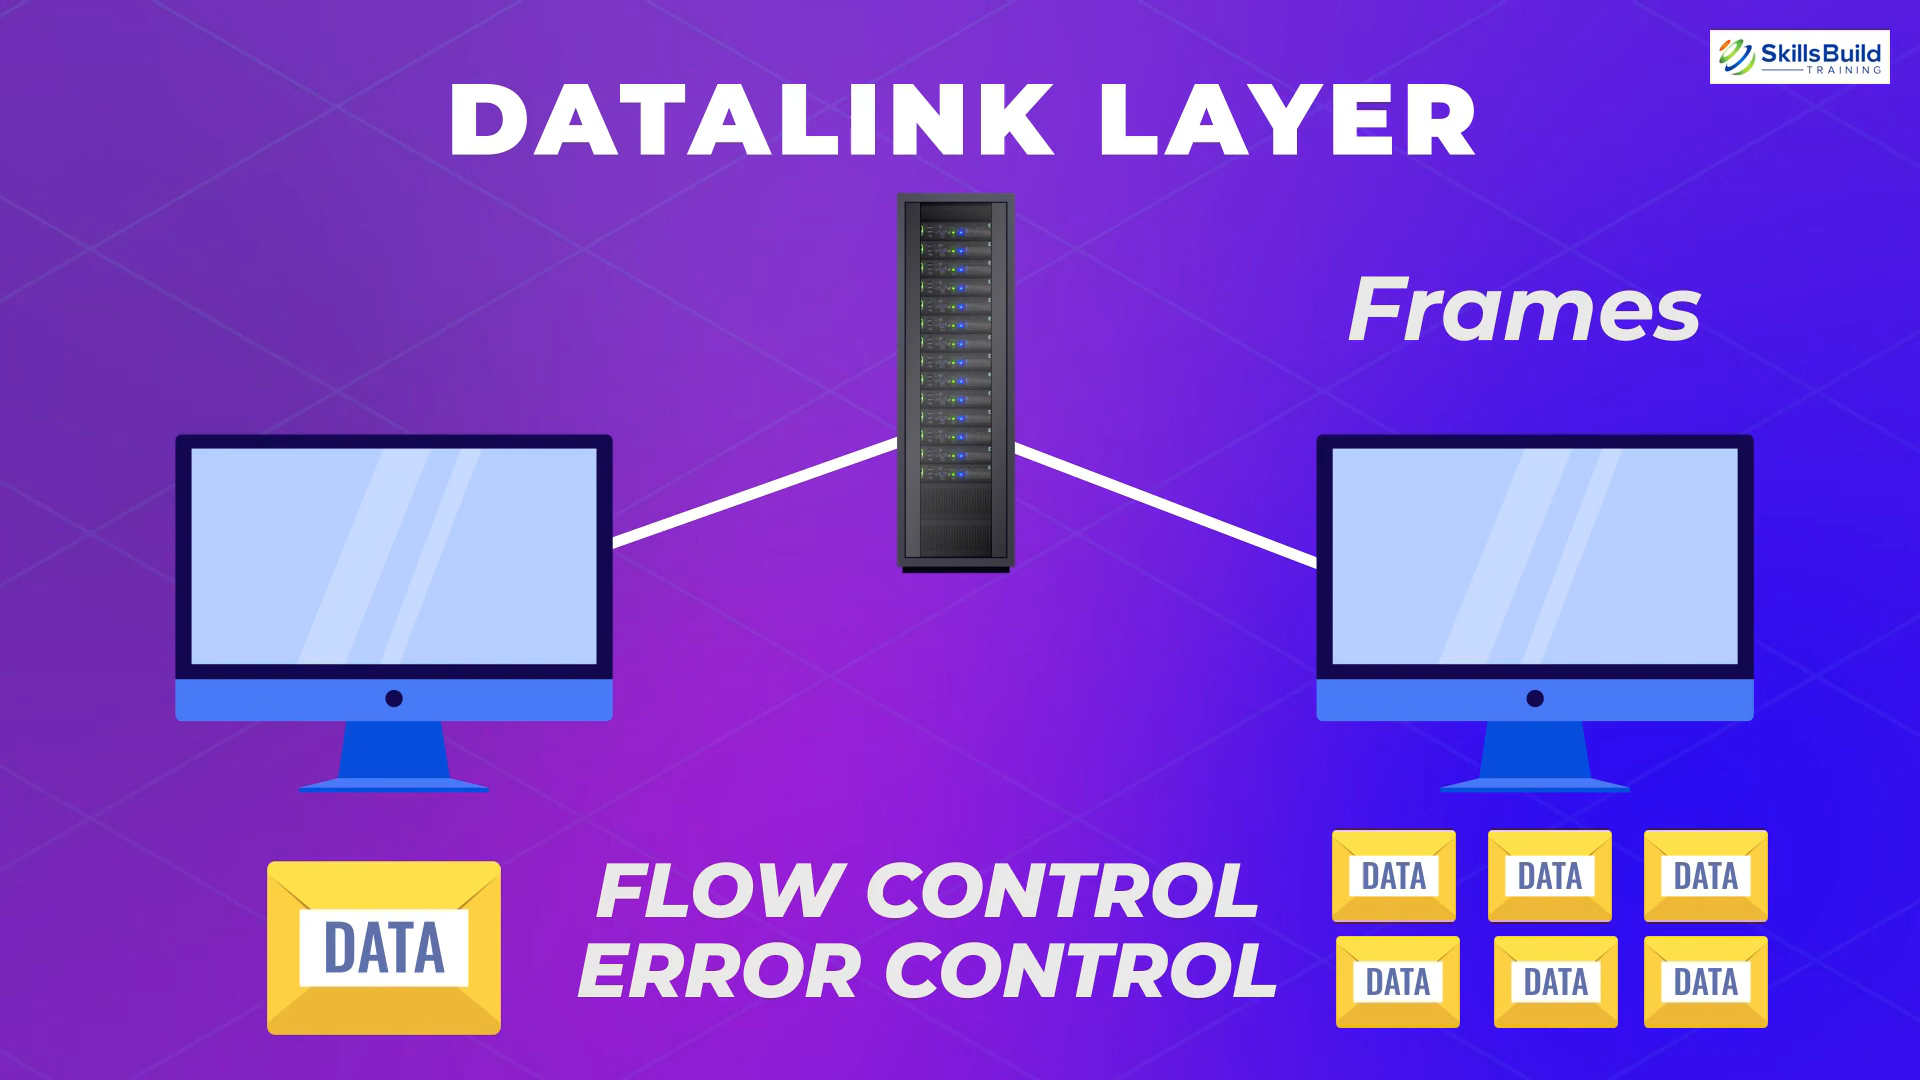 SkillsBuild
TRAINING
DATALINK LAYER
Frames
DATA
FLOW CONTROL
ERROR CONTROL
DATA DATA DATA
DATA DATA DATA